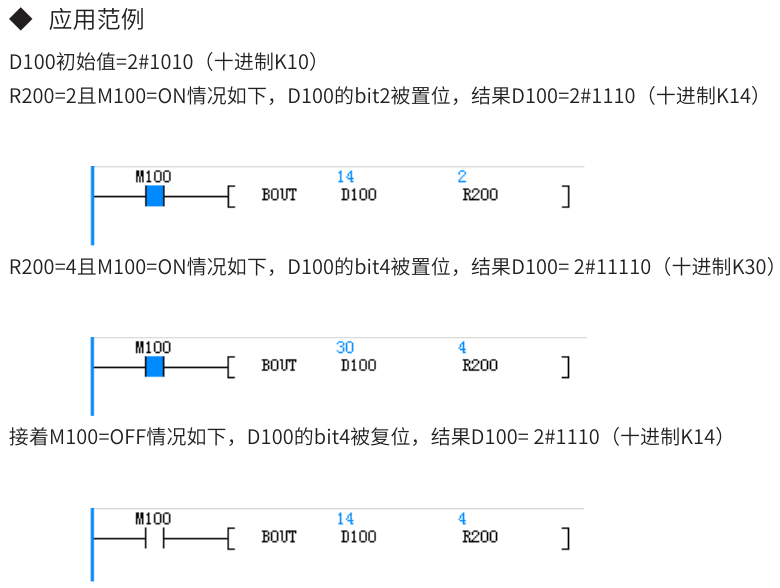 ◆ 应用范例
D100初始值=2#1010（十进制K10）
R200=2且M100=ON情况如下，D100的bit2被置位，结果D100=2#1110（十进制K14）
M100 14 2
[ BOUT D100 R200 ]
R200=4且M100=ON情况如下，D100的bit4被置位，结果D100= 2#11110（十进制K30）
M100 30 4
[ BOUT D100 R200 ]
接着M100=OFF情况如下，D100的bit4被复位，结果D100= 2#1110（十进制K14）
M100 14 4
[ BOUT D100 R200 ]